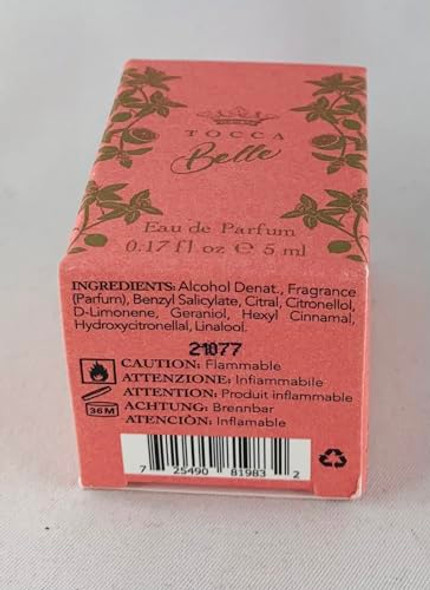 TOCCA
Belle
Eau de Parfum
0.17 fl oz ℮ 5 ml
INGREDIENTS: Alcohol Denat., Fragrance
(Parfum), Benzyl Salicylate, Citral, Citronellol,
D-Limonene, Geraniol, Hexyl Cinnamal,
Hydroxycitronellal, Linalool.
21077
CAUTION: Flammable
ATTENZIONE: Infiammabile
ATTENTION: Produit inflammable
36M
ACHTUNG: Brennbar
ATENCIÓN: Inflamable
7 25490 81983 2